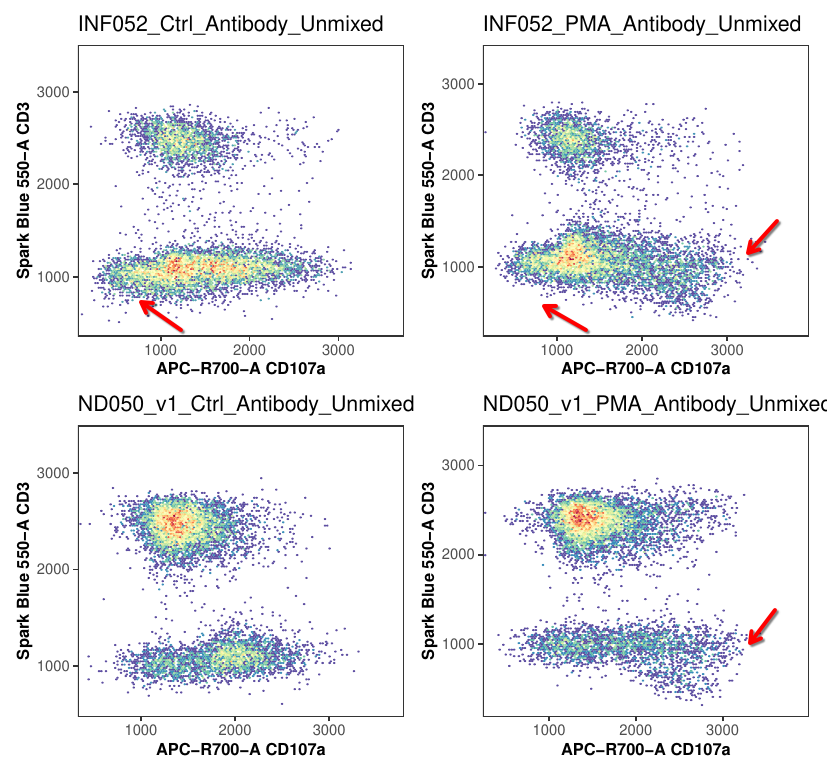 INF052_Ctrl_Antibody_Unmixed
INF052_PMA_Antibody_Unmixed
Spark Blue 550−A CD3
3000
2000
1000
1000 2000 3000
APC−R700−A CD107a
Spark Blue 550−A CD3
3000
2000
1000
1000 2000 3000
APC−R700−A CD107a
ND050_v1_Ctrl_Antibody_Unmixed
ND050_v1_PMA_Antibody_Unmixed
Spark Blue 550−A CD3
3000
2000
1000
1000 2000 3000
APC−R700−A CD107a
Spark Blue 550−A CD3
3000
2000
1000
1000 2000 3000
APC−R700−A CD107a